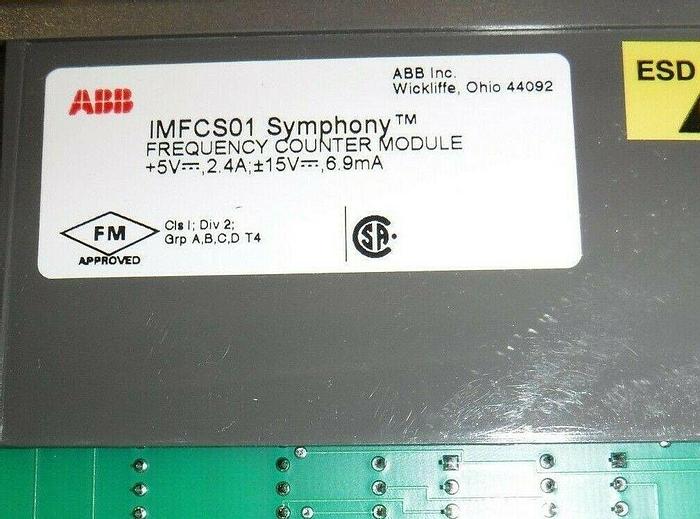 ABB
ABB Inc.
Wickliffe, Ohio 44092
IMFCS01 Symphony™
FREQUENCY COUNTER MODULE
+5V⎓,2.4A;±15V⎓,6.9mA
FM
APPROVED
Cls I; Div 2;
Grp A,B,C,D T4
CSA
ESD